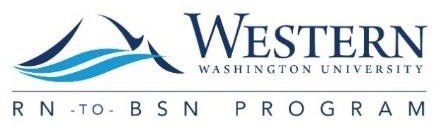 WESTERN
WASHINGTON UNIVERSITY
RN -TO- BSN PROGRAM